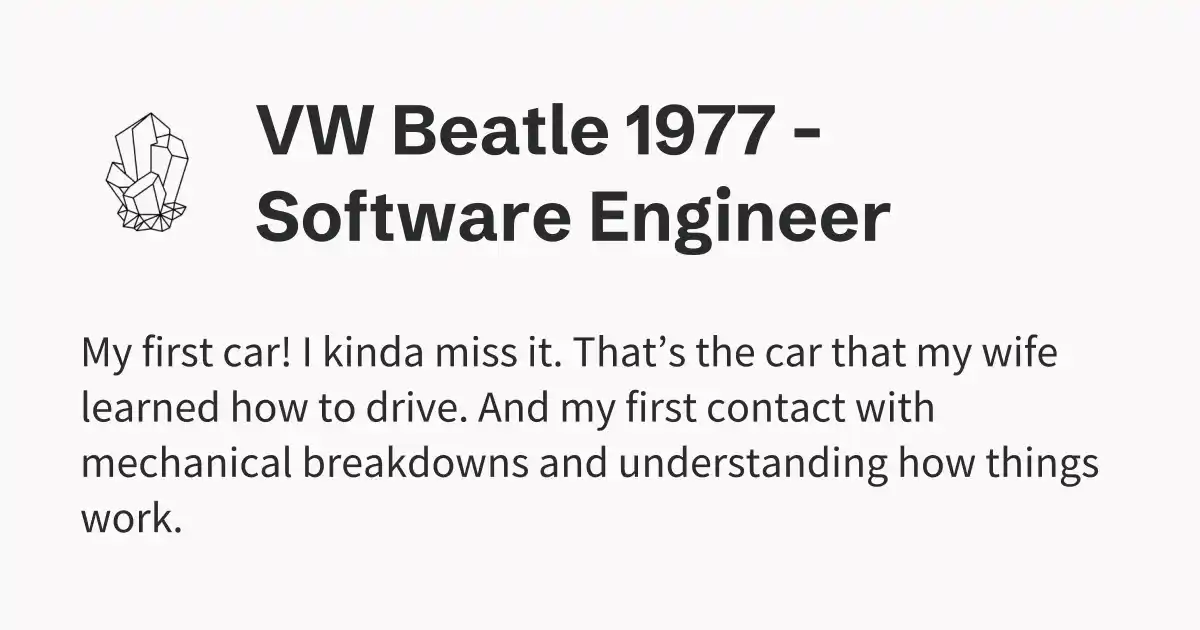 VW Beatle 1977 -
Software Engineer
My first car! I kinda miss it. That’s the car that my wife
learned how to drive. And my first contact with
mechanical breakdowns and understanding how things
work.